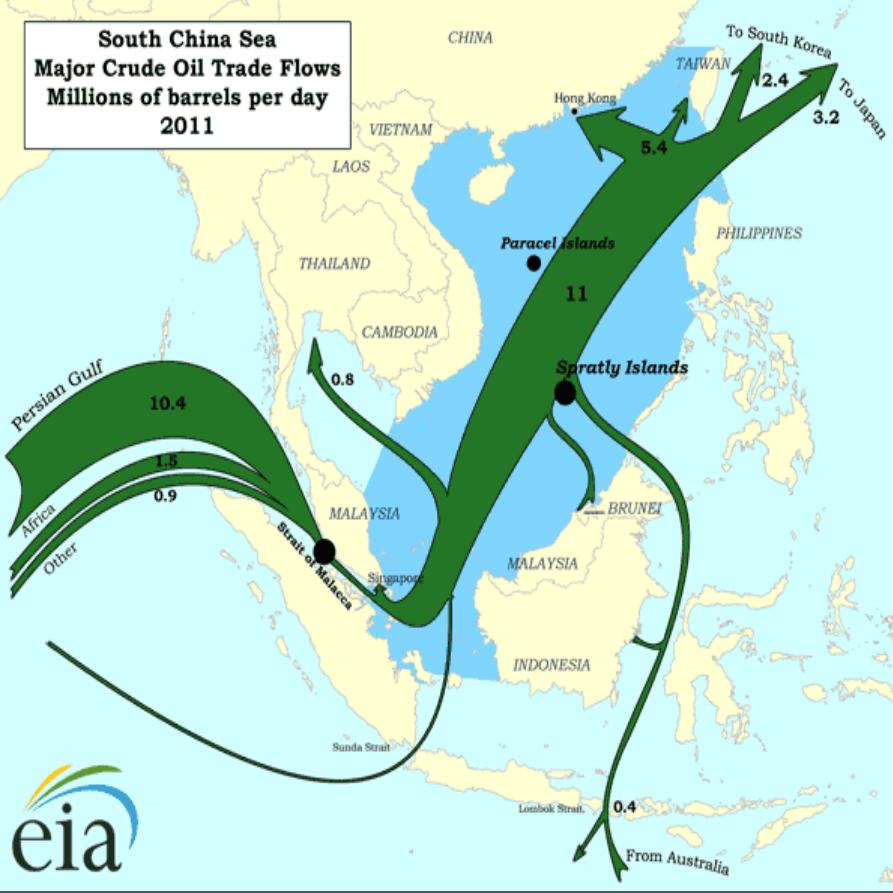 South China Sea
Major Crude Oil Trade Flows
Millions of barrels per day
2011
CHINA
To South Korea
TAIWAN
2.4
To Japan
3.2
Hong Kong
5.4
VIETNAM
LAOS
Paracel Islands
PHILIPPINES
THAILAND
11
CAMBODIA
Spratly Islands
0.8
Persian Gulf
10.4
1.5
0.9
Africa
Other
MALAYSIA
BRUNEI
Strait of Malacca
Singapore
MALAYSIA
INDONESIA
Sunda Strait
Lombok Strait.
0.4
From Australia
eia